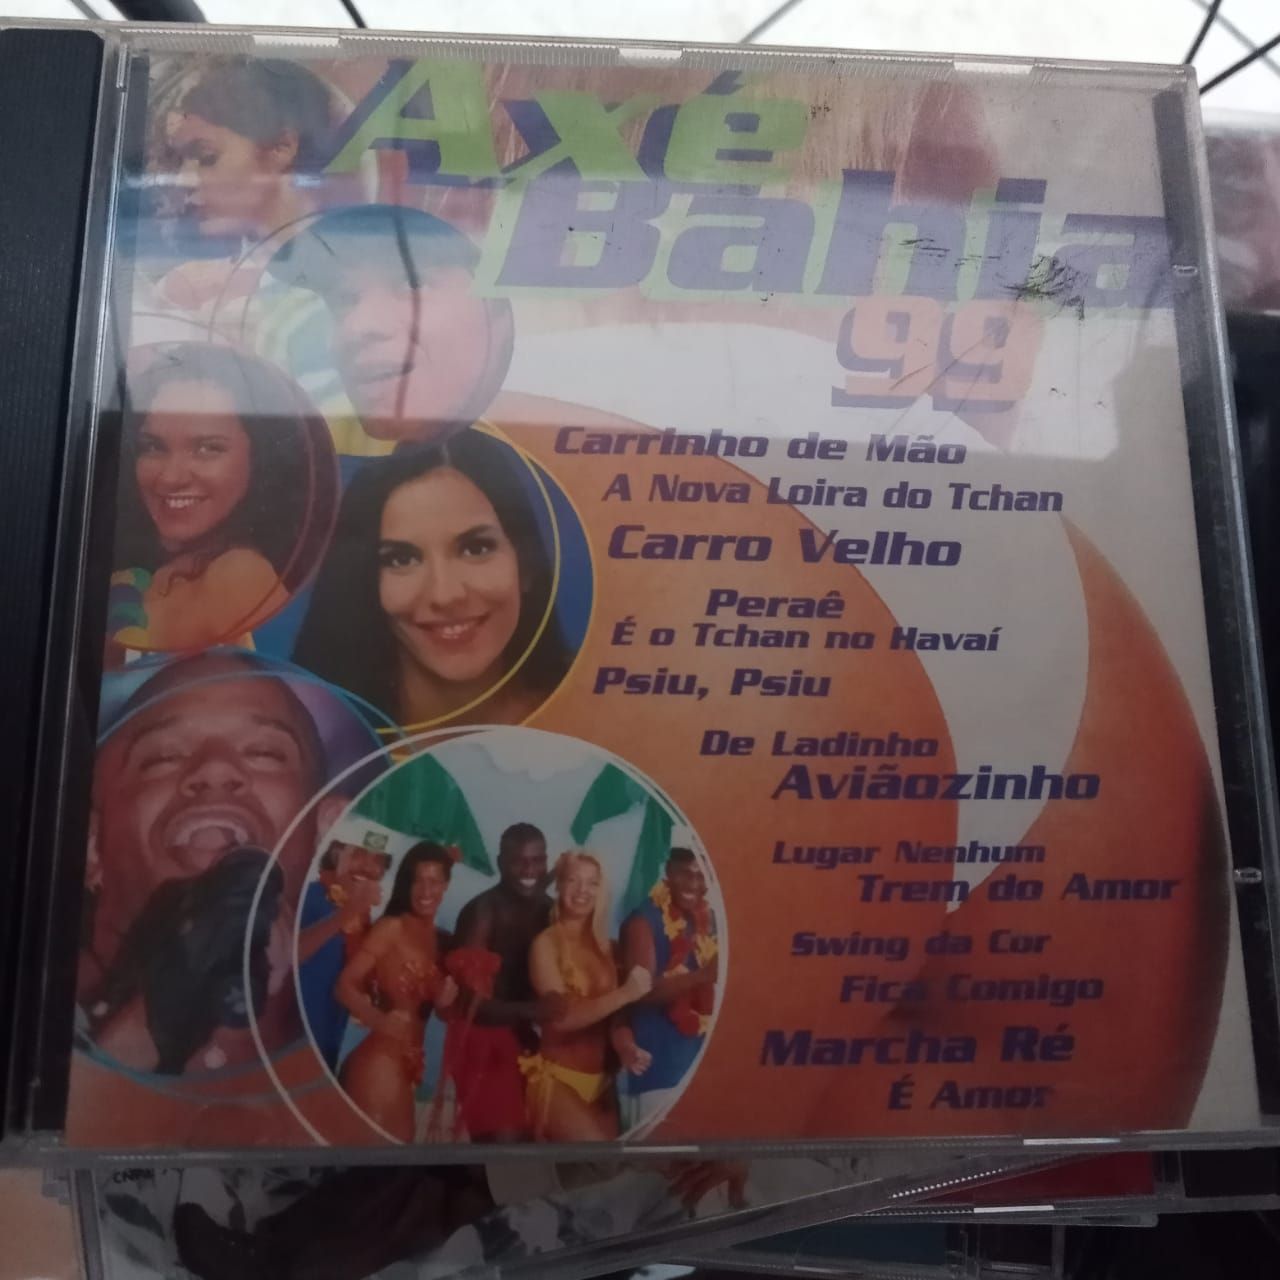 Axé
Bahia
99
Carrinho de Mão
A Nova Loira do Tchan
Carro Velho
Peraê
É o Tchan no Havaí
Psiu, Psiu
De Ladinho
Aviãozinho
Lugar Nenhum
Trem do Amor
Swing da Cor
Fica Comigo
Marcha Ré
É Amor